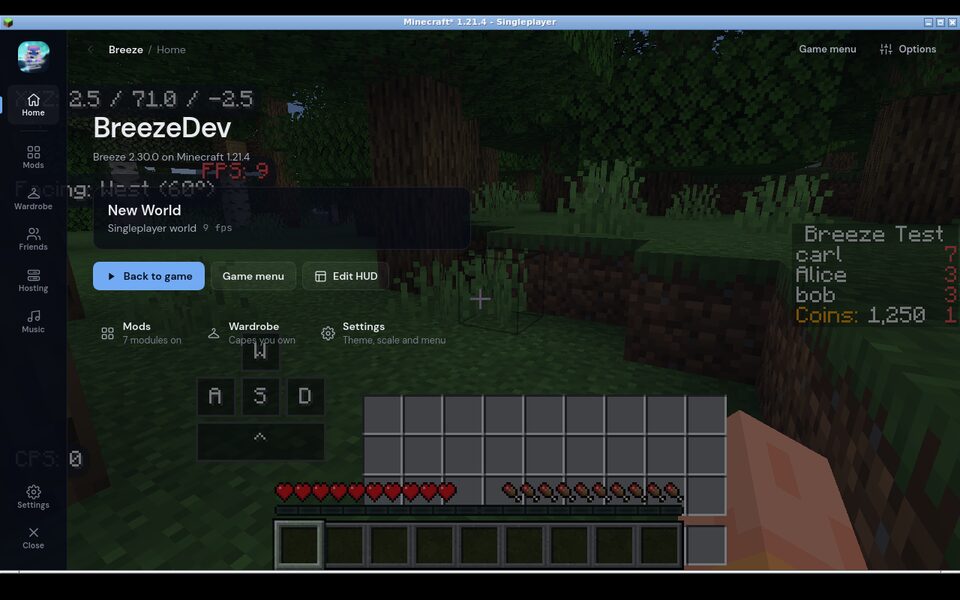 Minecraft* 1.21.4 - Singleplayer
Breeze / Home
Game menu
Options
XYZ: 2.5 / 71.0 / -2.5
Home
BreezeDev
Breeze 2.30.0 on Minecraft 1.21.4
FPS: 9
Mods
Facing: West (60°)
Wardrobe
New World
Singleplayer world 9 fps
Friends
Breeze Test
carl 7
Alice 3
bob 3
Coins: 1,250 1
Back to game
Game menu
Edit HUD
Hosting
Music
Mods
7 modules on
Wardrobe
Capes you own
Settings
Theme, scale and menu
W
A S D
^
CPS: 0
Settings
Close